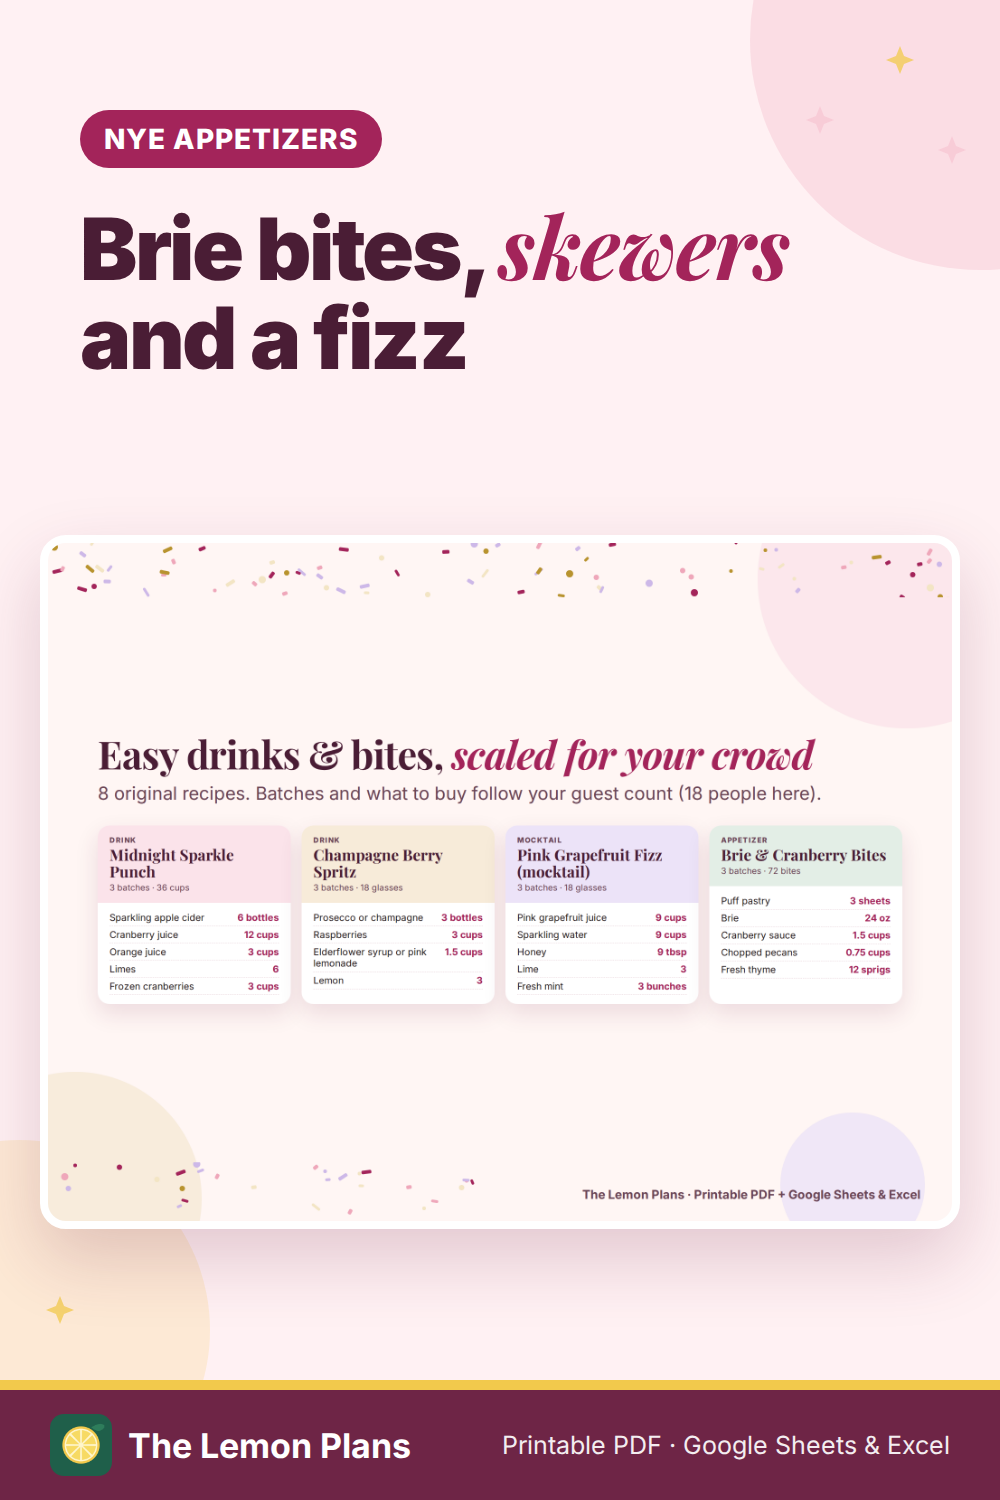 NYE APPETIZERS
Brie bites, skewers
and a fizz
Easy drinks & bites, scaled for your crowd
8 original recipes. Batches and what to buy follow your guest count (18 people here).
DRINK
Midnight Sparkle
Punch
3 batches · 36 cups
Sparkling apple cider 6 bottles
Cranberry juice 12 cups
Orange juice 3 cups
Limes 6
Frozen cranberries 3 cups
DRINK
Champagne Berry
Spritz
3 batches · 18 glasses
Prosecco or champagne 3 bottles
Raspberries 3 cups
Elderflower syrup or pink 1.5 cups
lemonade
Lemon 3
MOCKTAIL
Pink Grapefruit Fizz
(mocktail)
3 batches · 18 glasses
Pink grapefruit juice 9 cups
Sparkling water 9 cups
Honey 9 tbsp
Lime 3
Fresh mint 3 bunches
APPETIZER
Brie & Cranberry Bites
3 batches · 72 bites
Puff pastry 3 sheets
Brie 24 oz
Cranberry sauce 1.5 cups
Chopped pecans 0.75 cups
Fresh thyme 12 sprigs
The Lemon Plans · Printable PDF + Google Sheets & Excel
The Lemon Plans
Printable PDF · Google Sheets & Excel